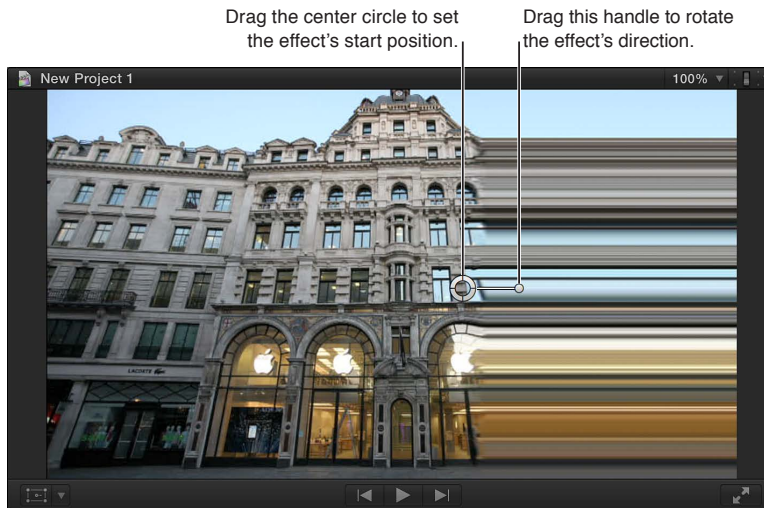 Drag the center circle to set
the effect’s start position.
Drag this handle to rotate
the effect’s direction.
New Project 1
100%
LACOSTE